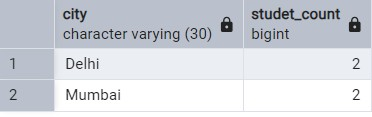 city studet_count
character varying (30) bigint
1 Delhi 2
2 Mumbai 2